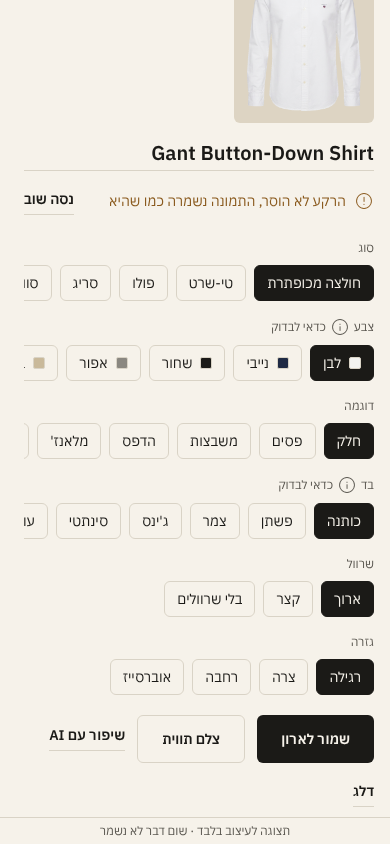 Gant Button-Down Shirt
הרקע לא הוסר, התמונה נשמרה כמו שהיא נסה שוב
סוג
חולצה מכופתרת טי-שרט פולו סריג
צבע כדאי לבדוק
לבן נייבי שחור אפור
דוגמה
חלק פסים משבצות הדפס מלאנז'
בד כדאי לבדוק
כותנה פשתן צמר ג'ינס סינתטי
שרוול
ארוך קצר בלי שרוולים
גזרה
רגילה צרה רחבה אוברסייז
שמור לארון צלם תווית שיפור עם AI
דלג
תצוגה לעיצוב בלבד · שום דבר לא נשמר